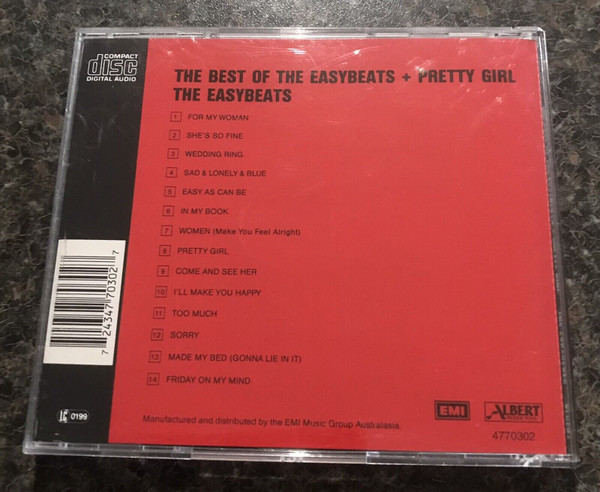 COMPACT
disc
DIGITAL AUDIO
THE BEST OF THE EASYBEATS + PRETTY GIRL
THE EASYBEATS
1 FOR MY WOMAN
2 SHE'S SO FINE
3 WEDDING RING
4 SAD & LONELY & BLUE
5 EASY AS CAN BE
6 IN MY BOOK
7 WOMEN (Make You Feel Alright)
8 PRETTY GIRL
9 COME AND SEE HER
10 I'LL MAKE YOU HAPPY
11 TOO MUCH
12 SORRY
13 MADE MY BED (GONNA LIE IN IT)
14 FRIDAY ON MY MIND
7 24347 70302 7
0199
Manufactured and distributed by the EMI Music Group Australasia.
EMI
ALBERT
4770302